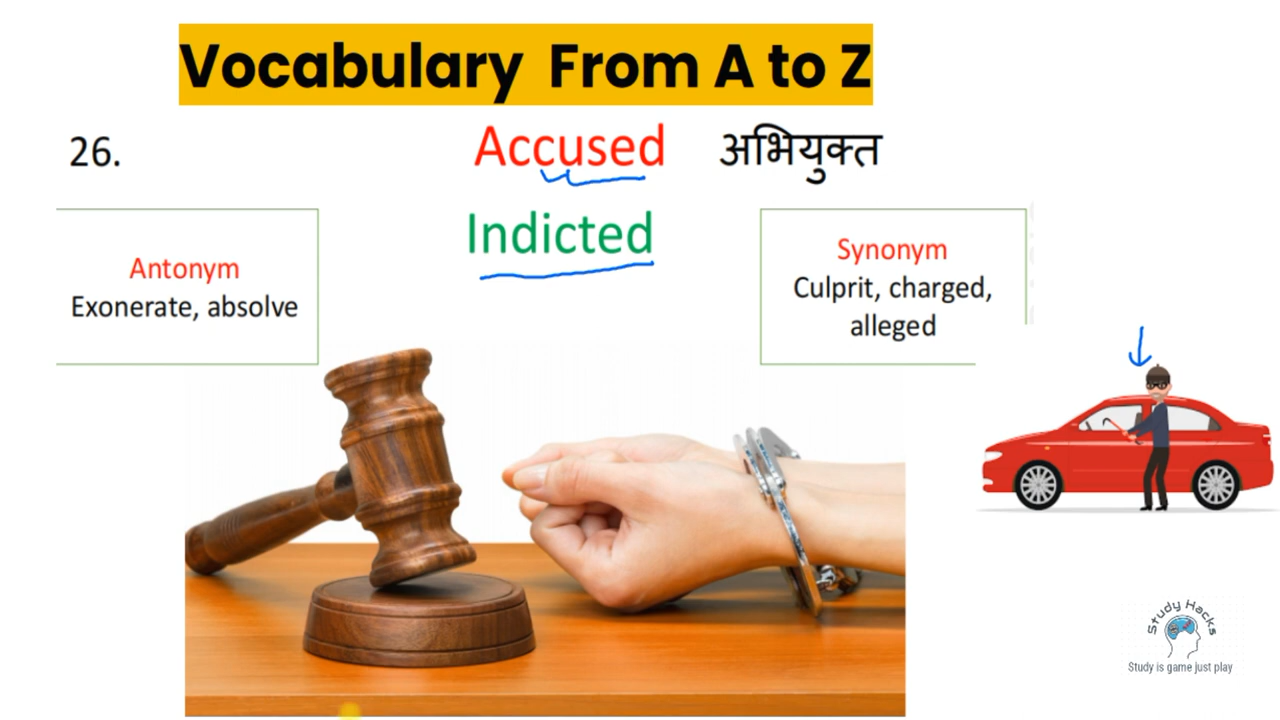 Vocabulary From A to Z
26.
Accused अभियुक्त
Indicted
Antonym
Exonerate, absolve
Synonym
Culprit, charged,
alleged
Study Hacks
Study is game just play